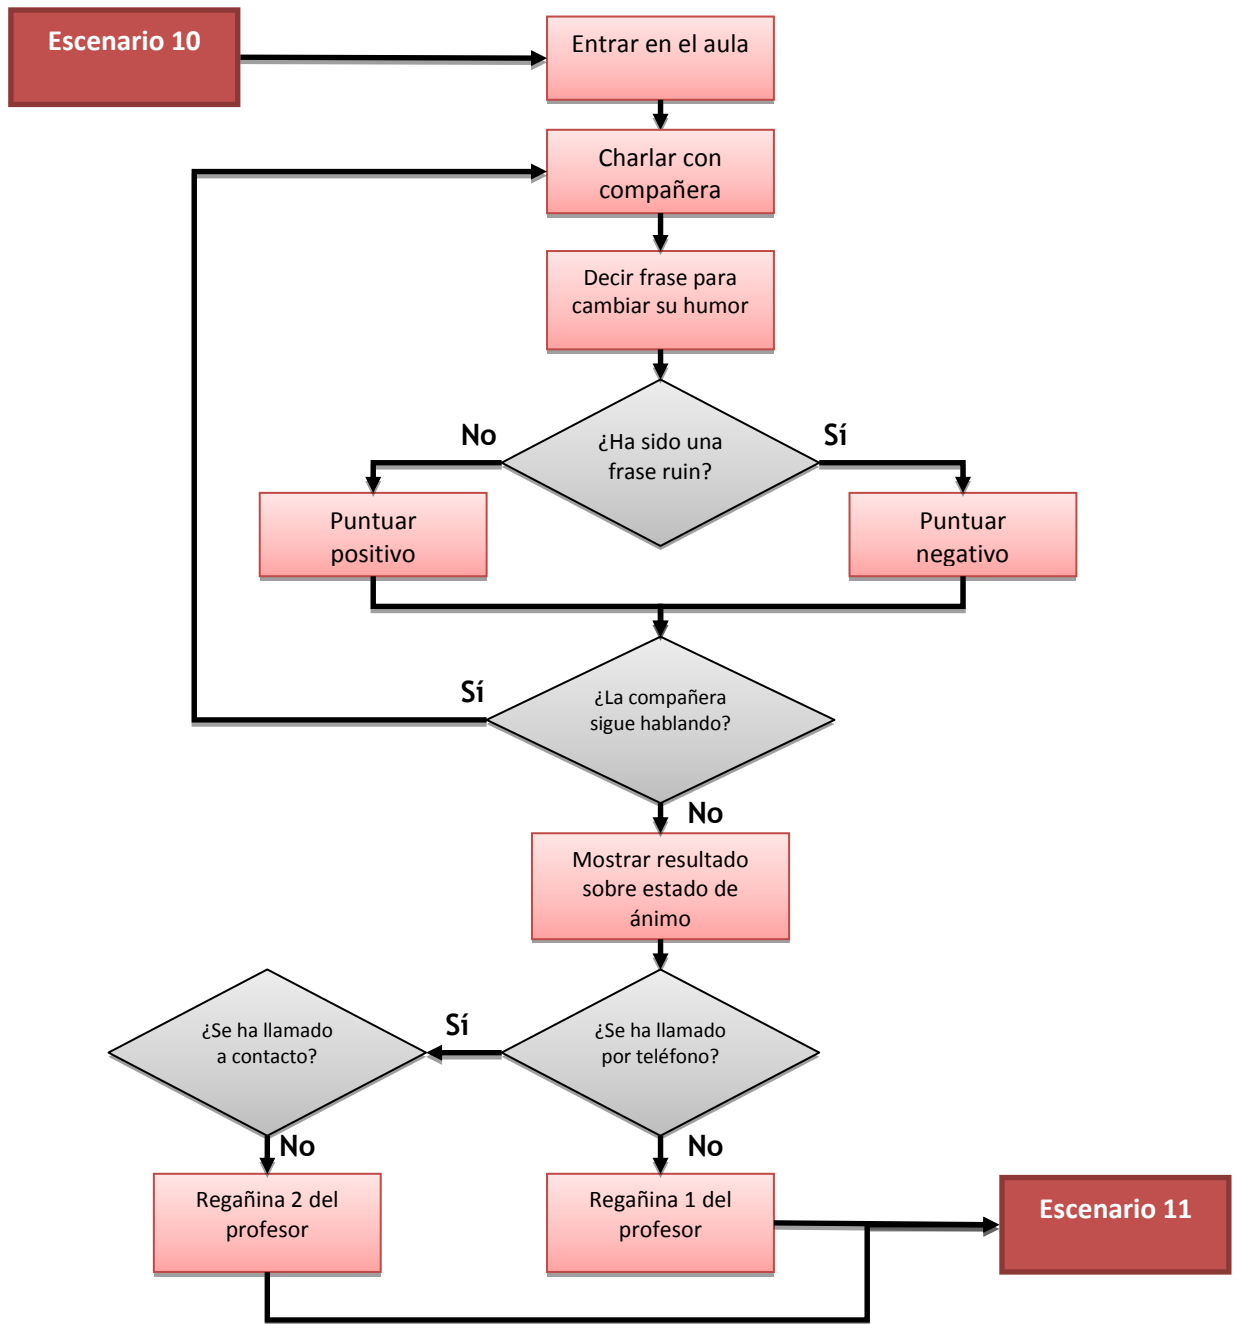 Escenario 10
Entrar en el aula
Charlar con
compañera
Decir frase para
cambiar su humor
No
¿Ha sido una
frase ruin?
Sí
Puntuar
positivo
Puntuar
negativo
Sí
¿La compañera
sigue hablando?
No
Mostrar resultado
sobre estado de
ánimo
¿Se ha llamado
a contacto?
Sí
¿Se ha llamado
por teléfono?
No
No
Regañina 2 del
profesor
Regañina 1 del
profesor
Escenario 11